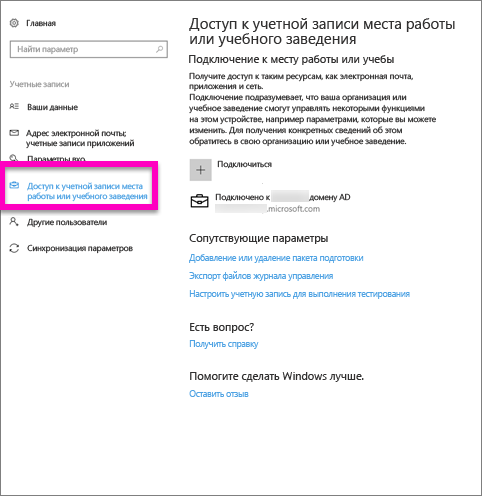 Главная
Найти параметр
Учетные записи
Ваши данные
Адрес электронной почты;
учетные записи приложений
Параметры вхо
Доступ к учетной записи места
работы или учебного заведения
Другие пользователи
Синхронизация параметров
Доступ к учетной записи места работы
или учебного заведения
Подключение к месту работы или учебы
Получите доступ к таким ресурсам, как электронная почта,
приложения и сеть.
Подключение подразумевает, что ваша организация или
учебное заведение смогут управлять некоторыми функциями
на этом устройстве, например параметрами, которые вы можете
изменить. Для получения конкретных сведений об этом
обратитесь в свою организацию или учебное заведение.
Подключиться
Подключено к домену AD
.microsoft.com
Сопутствующие параметры
Добавление или удаление пакета подготовки
Экспорт файлов журнала управления
Настроить учетную запись для выполнения тестирования
Есть вопрос?
Получить справку
Помогите сделать Windows лучше.
Оставить отзыв